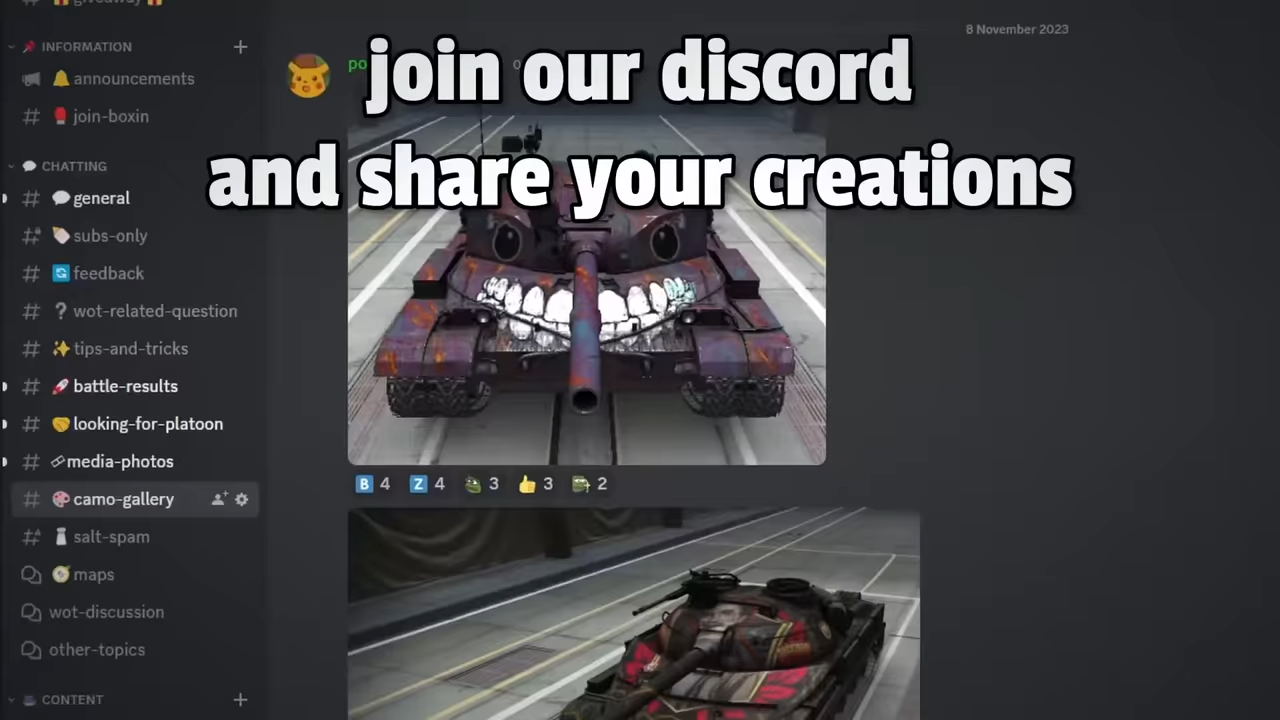 giveaway
INFORMATION
announcements
join-boxin
CHATTING
general
subs-only
feedback
wot-related-question
tips-and-tricks
battle-results
looking-for-platoon
media-photos
camo-gallery
salt-spam
maps
wot-discussion
other-topics
CONTENT
8 November 2023
join our discord
and share your creations
B 4 Z 4 3 3 2